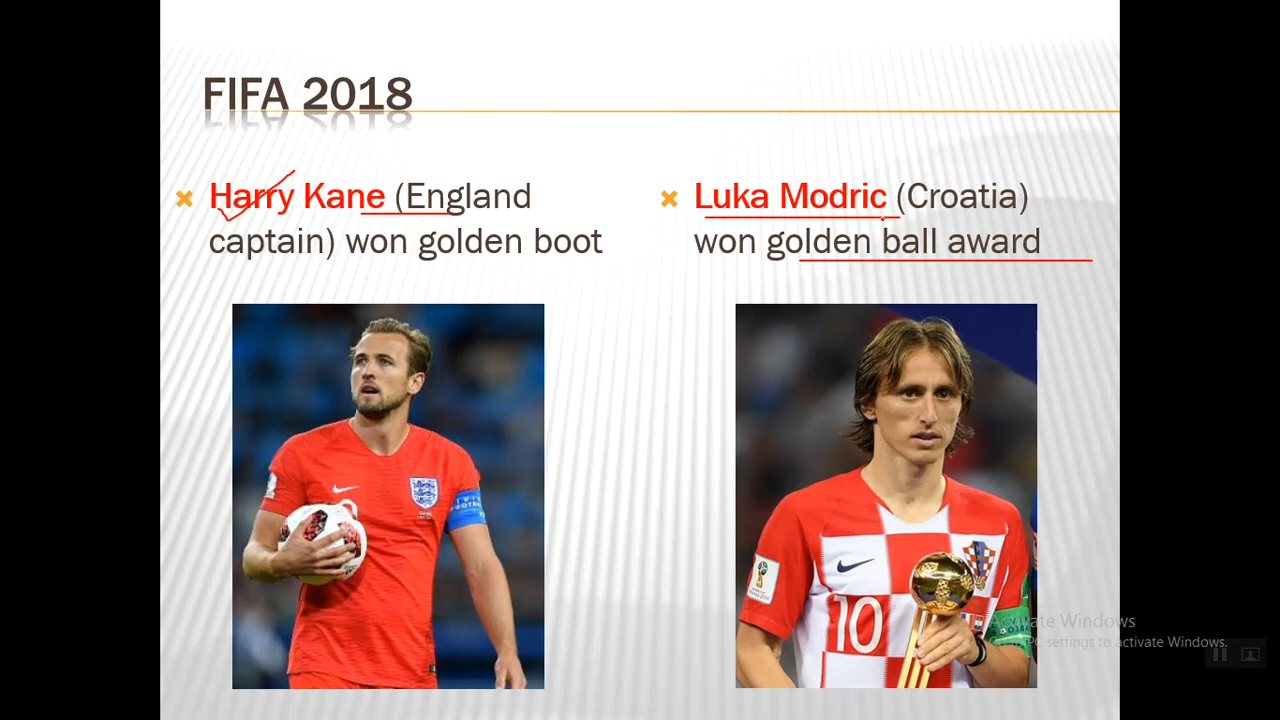 FIFA 2018
Harry Kane (England
captain) won golden boot
Luka Modric (Croatia)
won golden ball award
10
Activate Windows
Go to PC settings to activate Windows.